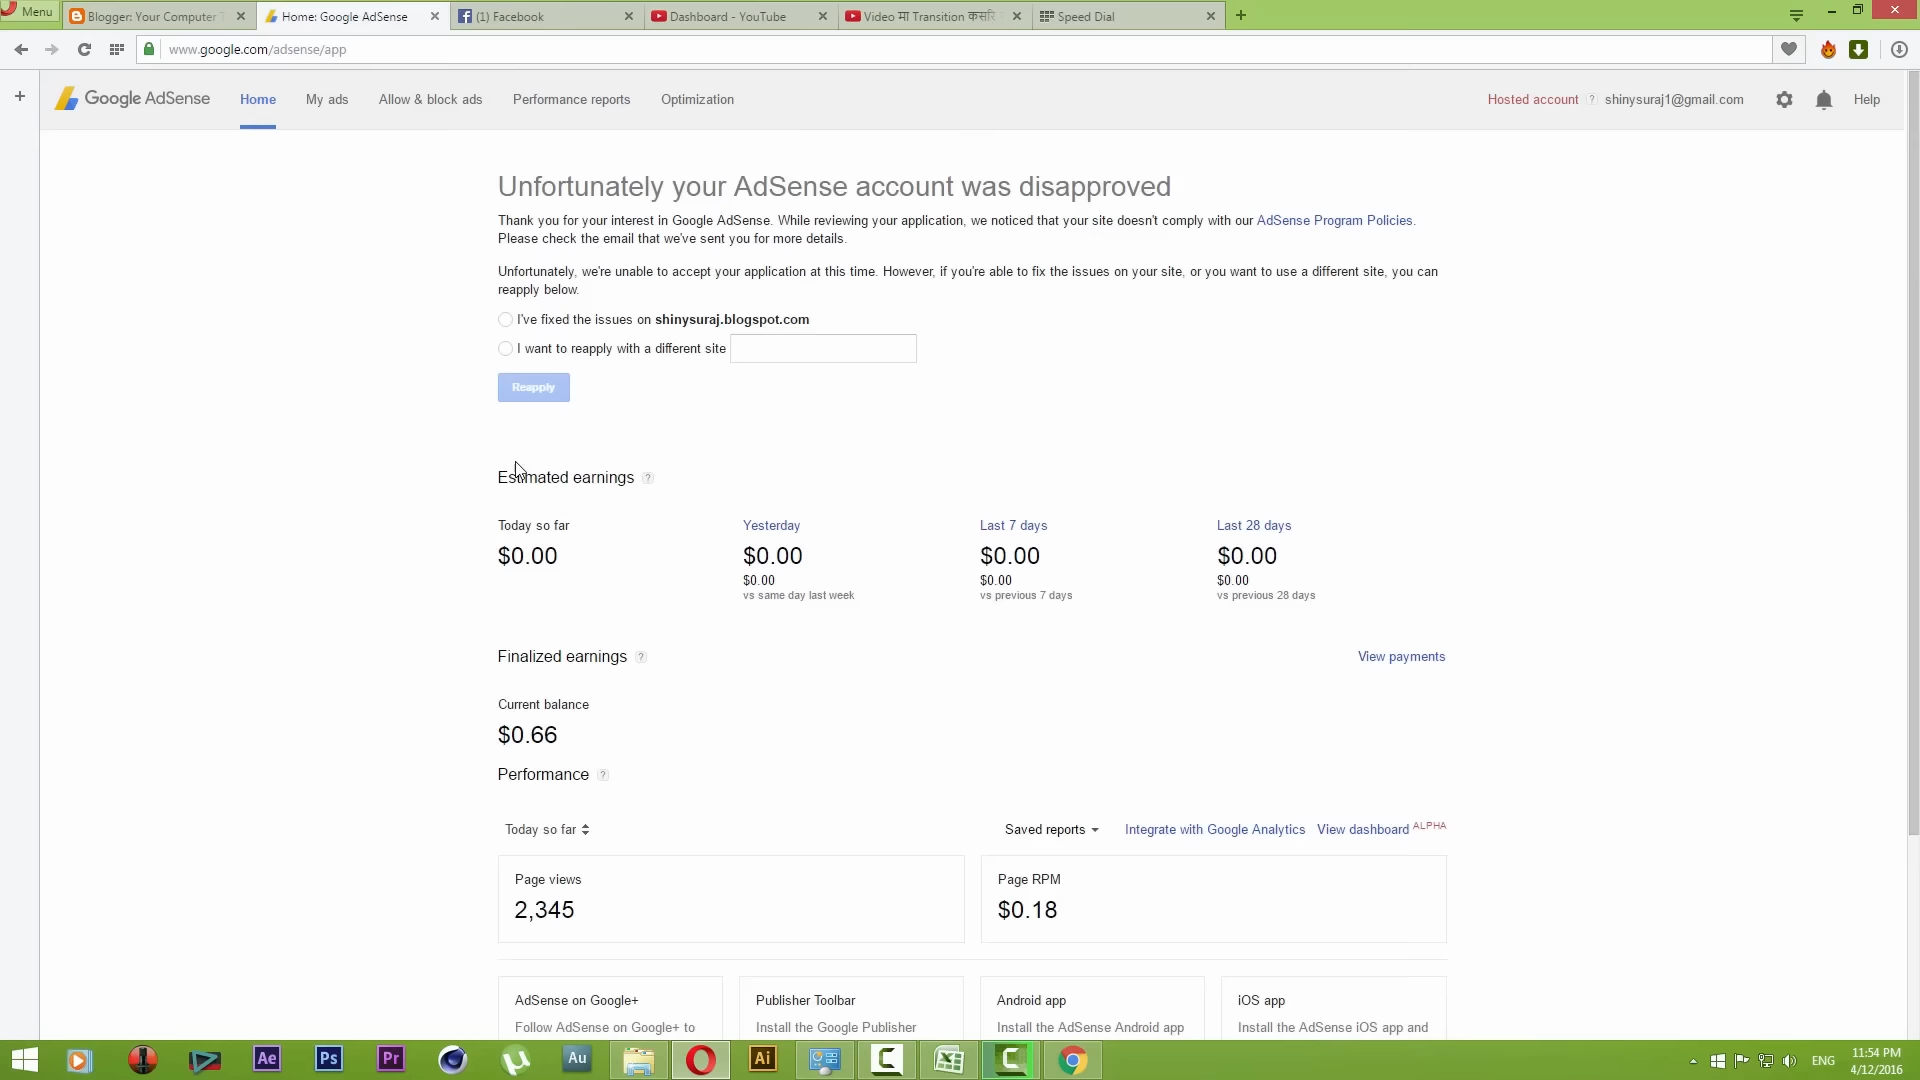 Menu
Blogger: Your Computer T
Home: Google AdSense
(1) Facebook
Dashboard - YouTube
Video मा Transition कसरि
Speed Dial
www.google.com/adsense/app
Google AdSense
Home
My ads
Allow & block ads
Performance reports
Optimization
Hosted account ?
shinysuraj1@gmail.com
Help
Unfortunately your AdSense account was disapproved
Thank you for your interest in Google AdSense. While reviewing your application, we noticed that your site doesn't comply with our AdSense Program Policies.
Please check the email that we've sent you for more details.
Unfortunately, we're unable to accept your application at this time. However, if you're able to fix the issues on your site, or you want to use a different site, you can
reapply below.
I've fixed the issues on shinysuraj.blogspot.com
I want to reapply with a different site
Reapply
Estimated earnings ?
Today so far
Yesterday
Last 7 days
Last 28 days
$0.00
$0.00
$0.00
$0.00
$0.00
$0.00
$0.00
vs same day last week
vs previous 7 days
vs previous 28 days
Finalized earnings ?
View payments
Current balance
$0.66
Performance ?
Today so far
Saved reports
Integrate with Google Analytics
View dashboard ALPHA
Page views
Page RPM
2,345
$0.18
AdSense on Google+
Publisher Toolbar
Android app
iOS app
Follow AdSense on Google+ to
Install the Google Publisher
Install the AdSense Android app
Install the AdSense iOS app and
Ae
Ps
Pr
Au
Ai
ENG
11:54 PM
4/12/2016